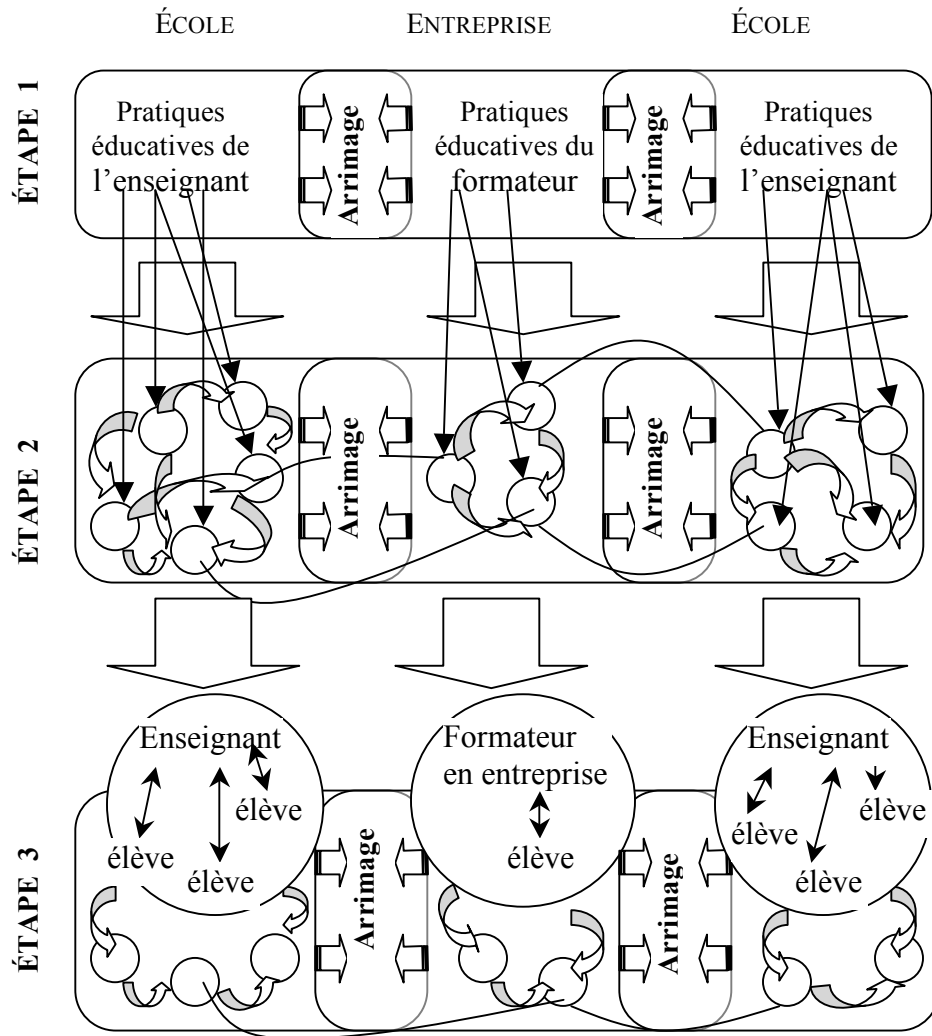 ÉCOLE
ENTREPRISE
ÉCOLE
ÉTAPE 1
Pratiques
éducatives de
l’enseignant
Arrimage
Pratiques
éducatives du
formateur
Arrimage
Pratiques
éducatives de
l’enseignant
ÉTAPE 2
Arrimage
Arrimage
ÉTAPE 3
Enseignant
élève
élève
élève
Arrimage
Formateur
en entreprise
élève
Arrimage
Enseignant
élève
élève
élève